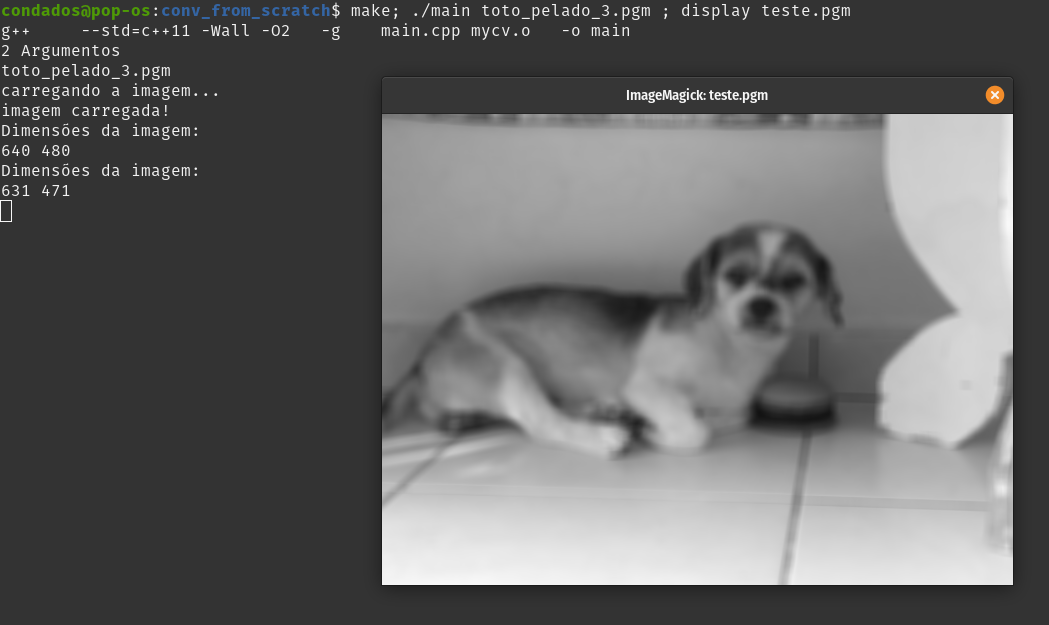 condados@pop-os:conv_from_scratch$ make; ./main toto_pelado_3.pgm ; display teste.pgm
g++     --std=c++11 -Wall -O2   -g    main.cpp mycv.o   -o main
2 Argumentos
toto_pelado_3.pgm
carregando a imagem...
imagem carregada!
Dimensões da imagem:
640 480
Dimensões da imagem:
631 471
ImageMagick: teste.pgm